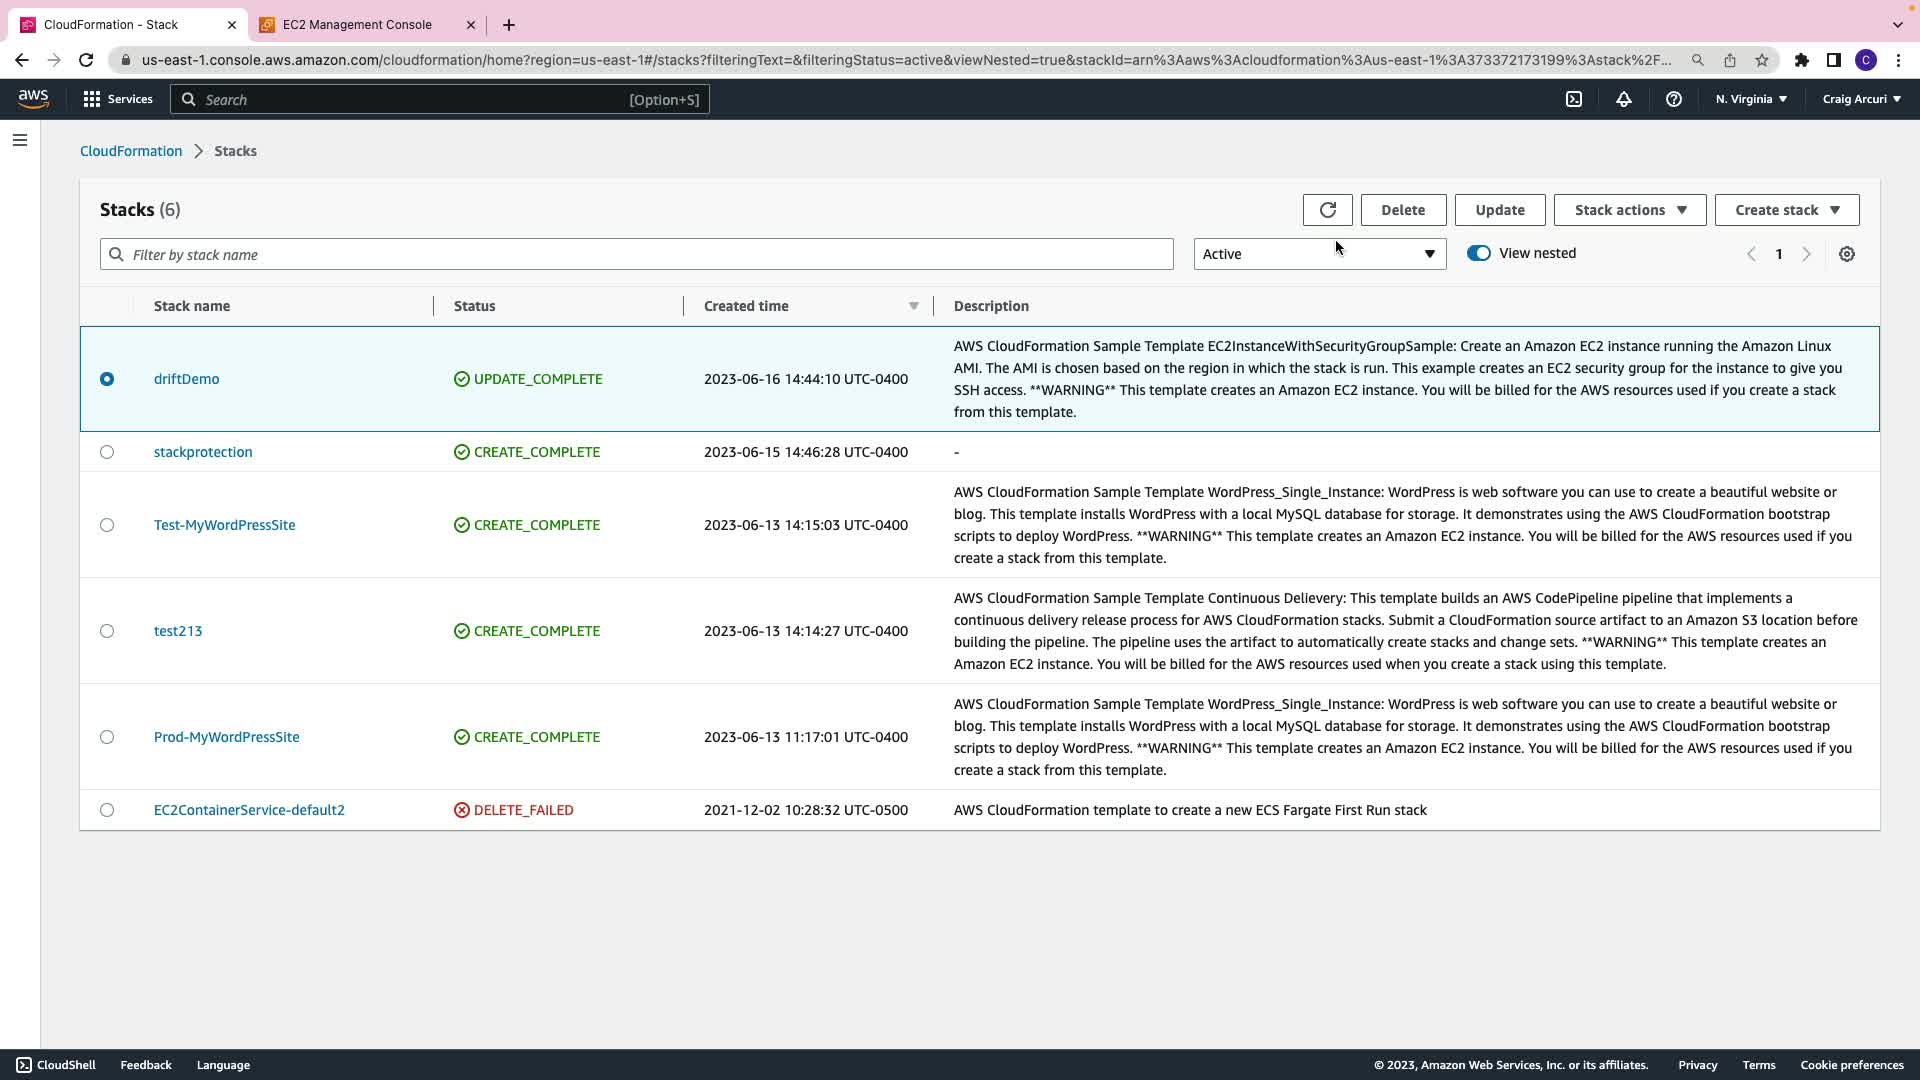 CloudFormation - Stack
EC2 Management Console
us-east-1.console.aws.amazon.com/cloudformation/home?region=us-east-1#/stacks?filteringText=&filteringStatus=active&viewNested=true&stackId=arn%3Aaws%3Acloudformation%3Aus-east-1%3A373372173199%3Astack%2F...
C
aws
Services
Search
[Option+S]
N. Virginia
Craig Arcuri
CloudFormation
Stacks
Stacks (6)
Delete
Update
Stack actions
Create stack
Filter by stack name
Active
View nested
1
Stack name
Status
Created time
Description
driftDemo
UPDATE_COMPLETE
2023-06-16 14:44:10 UTC-0400
AWS CloudFormation Sample Template EC2InstanceWithSecurityGroupSample: Create an Amazon EC2 instance running the Amazon Linux
AMI. The AMI is chosen based on the region in which the stack is run. This example creates an EC2 security group for the instance to give you
SSH access. **WARNING** This template creates an Amazon EC2 instance. You will be billed for the AWS resources used if you create a stack
from this template.
stackprotection
CREATE_COMPLETE
2023-06-15 14:46:28 UTC-0400
-
Test-MyWordPressSite
CREATE_COMPLETE
2023-06-13 14:15:03 UTC-0400
AWS CloudFormation Sample Template WordPress_Single_Instance: WordPress is web software you can use to create a beautiful website or
blog. This template installs WordPress with a local MySQL database for storage. It demonstrates using the AWS CloudFormation bootstrap
scripts to deploy WordPress. **WARNING** This template creates an Amazon EC2 instance. You will be billed for the AWS resources used if you
create a stack from this template.
test213
CREATE_COMPLETE
2023-06-13 14:14:27 UTC-0400
AWS CloudFormation Sample Template Continuous Delievery: This template builds an AWS CodePipeline pipeline that implements a
continuous delivery release process for AWS CloudFormation stacks. Submit a CloudFormation source artifact to an Amazon S3 location before
building the pipeline. The pipeline uses the artifact to automatically create stacks and change sets. **WARNING** This template creates an
Amazon EC2 instance. You will be billed for the AWS resources used when you create a stack using this template.
Prod-MyWordPressSite
CREATE_COMPLETE
2023-06-13 11:17:01 UTC-0400
AWS CloudFormation Sample Template WordPress_Single_Instance: WordPress is web software you can use to create a beautiful website or
blog. This template installs WordPress with a local MySQL database for storage. It demonstrates using the AWS CloudFormation bootstrap
scripts to deploy WordPress. **WARNING** This template creates an Amazon EC2 instance. You will be billed for the AWS resources used if you
create a stack from this template.
EC2ContainerService-default2
DELETE_FAILED
2021-12-02 10:28:32 UTC-0500
AWS CloudFormation template to create a new ECS Fargate First Run stack
CloudShell
Feedback
Language
© 2023, Amazon Web Services, Inc. or its affiliates.
Privacy
Terms
Cookie preferences